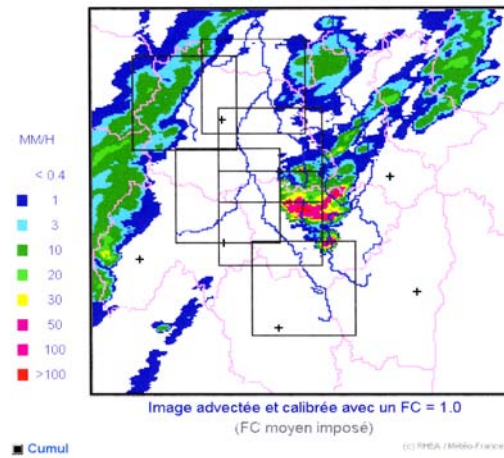 MM/H
< 0.4
1
3
10
20
30
50
100
>100
Image advectée et calibrée avec un FC = 1.0
(FC moyen imposé)
Cumul
(c) RHEA / Météo-France